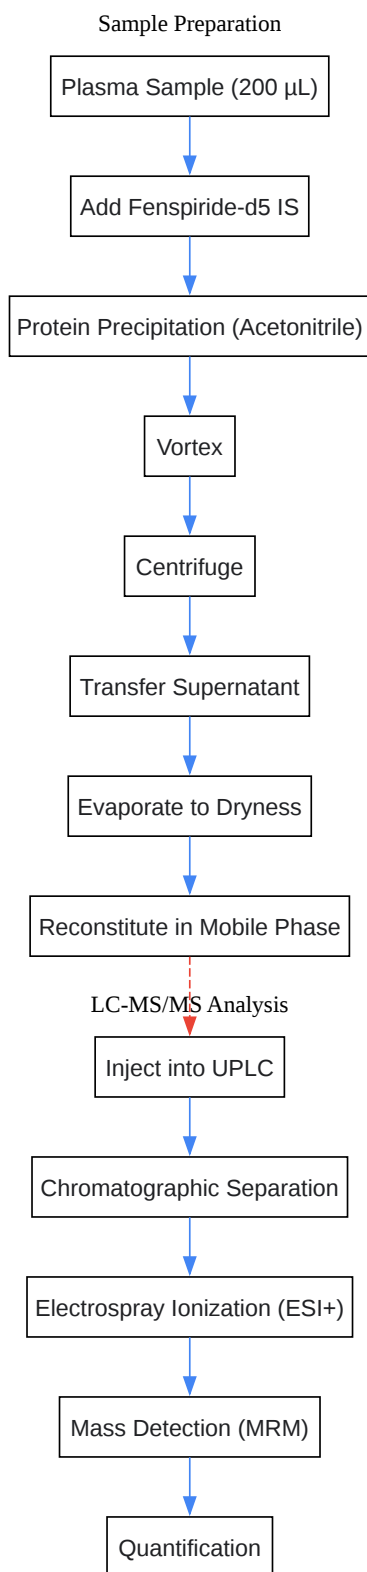 Sample Preparation
Plasma Sample (200 µL)
Add Fenspiride-d5 IS
Protein Precipitation (Acetonitrile)
Vortex
Centrifuge
Transfer Supernatant
Evaporate to Dryness
Reconstitute in Mobile Phase
LC-MS/MS Analysis
Inject into UPLC
Chromatographic Separation
Electrospray Ionization (ESI+)
Mass Detection (MRM)
Quantification